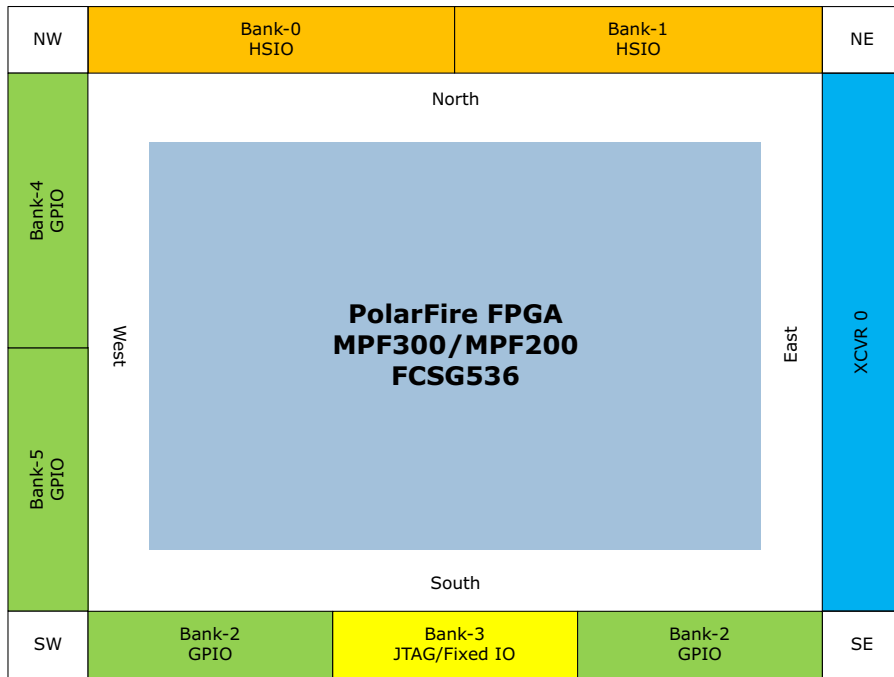 NW
Bank-0
HSIO
Bank-1
HSIO
NE
North
Bank-4
GPIO
West
PolarFire FPGA
MPF300/MPF200
FCSG536
East
XCVR 0
Bank-5
GPIO
South
SW
Bank-2
GPIO
Bank-3
JTAG/Fixed IO
Bank-2
GPIO
SE